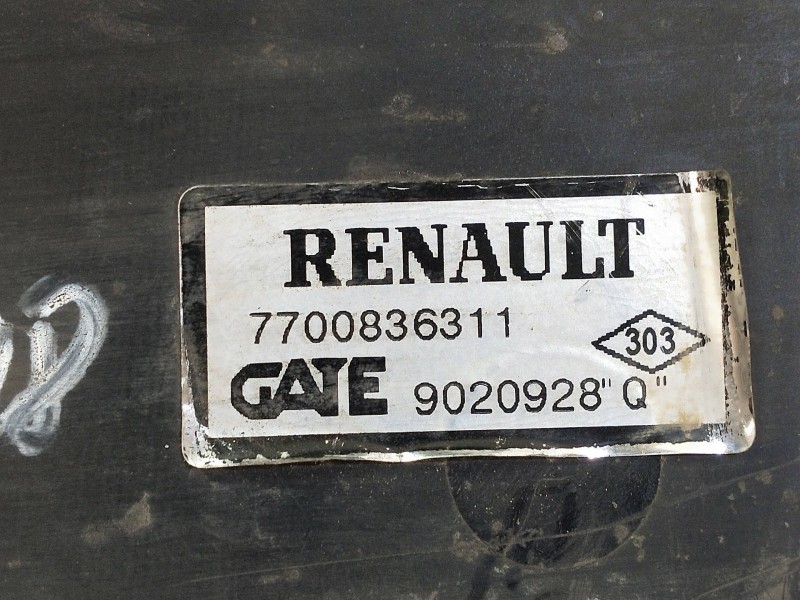 RENAULT
7700836311
303
GATE 9020928"Q"